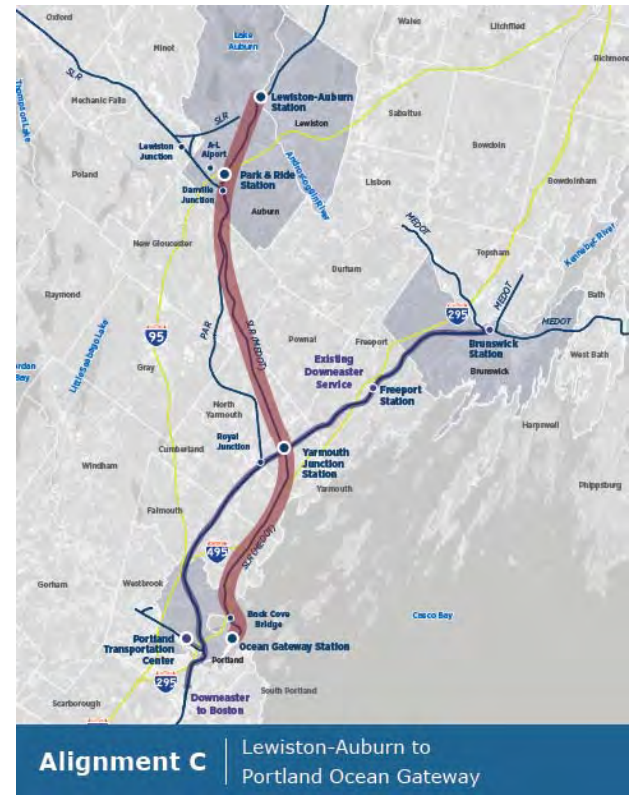 Oxford
Wales
Litchfield
Minot
Lake
Auburn
Richmond
SLR
Thompson Lake
Mechanic Falls
Lewiston-Auburn
Station
SLR
Sabattus
Lewiston
Lewiston
Junction
A-L
Aiport
Bowdoin
Androscoggin River
Poland
Park & Ride
Station
Danville
Junction
Lisbon
Bowdoinham
Auburn
MEDOT
Kennebec River
New Gloucester
Topsham
Durham
MEDOT
Bath
Raymond
295
MEDOT
Little Sebago Lake
95
PAR
SLR (MEDOT)
Pownal
Freeport
Brunswick
Station
West Bath
Existing
Downeaster
Service
Brunswick
Gray
Freeport
Station
North
Yarmouth
Harpswell
Royal
Junction
Cumberland
Yarmouth
Junction
Station
Windham
Yarmouth
Phippsburg
Falmouth
495
SLR (MEDOT)
Gorham
Westbrook
Back Cove
Bridge
Casco Bay
Portland
Transportation
Center
Ocean Gateway Station
Portland
295
South Portland
Downeaster
to Boston
Scarborough
Alignment C
Lewiston-Auburn to
Portland Ocean Gateway